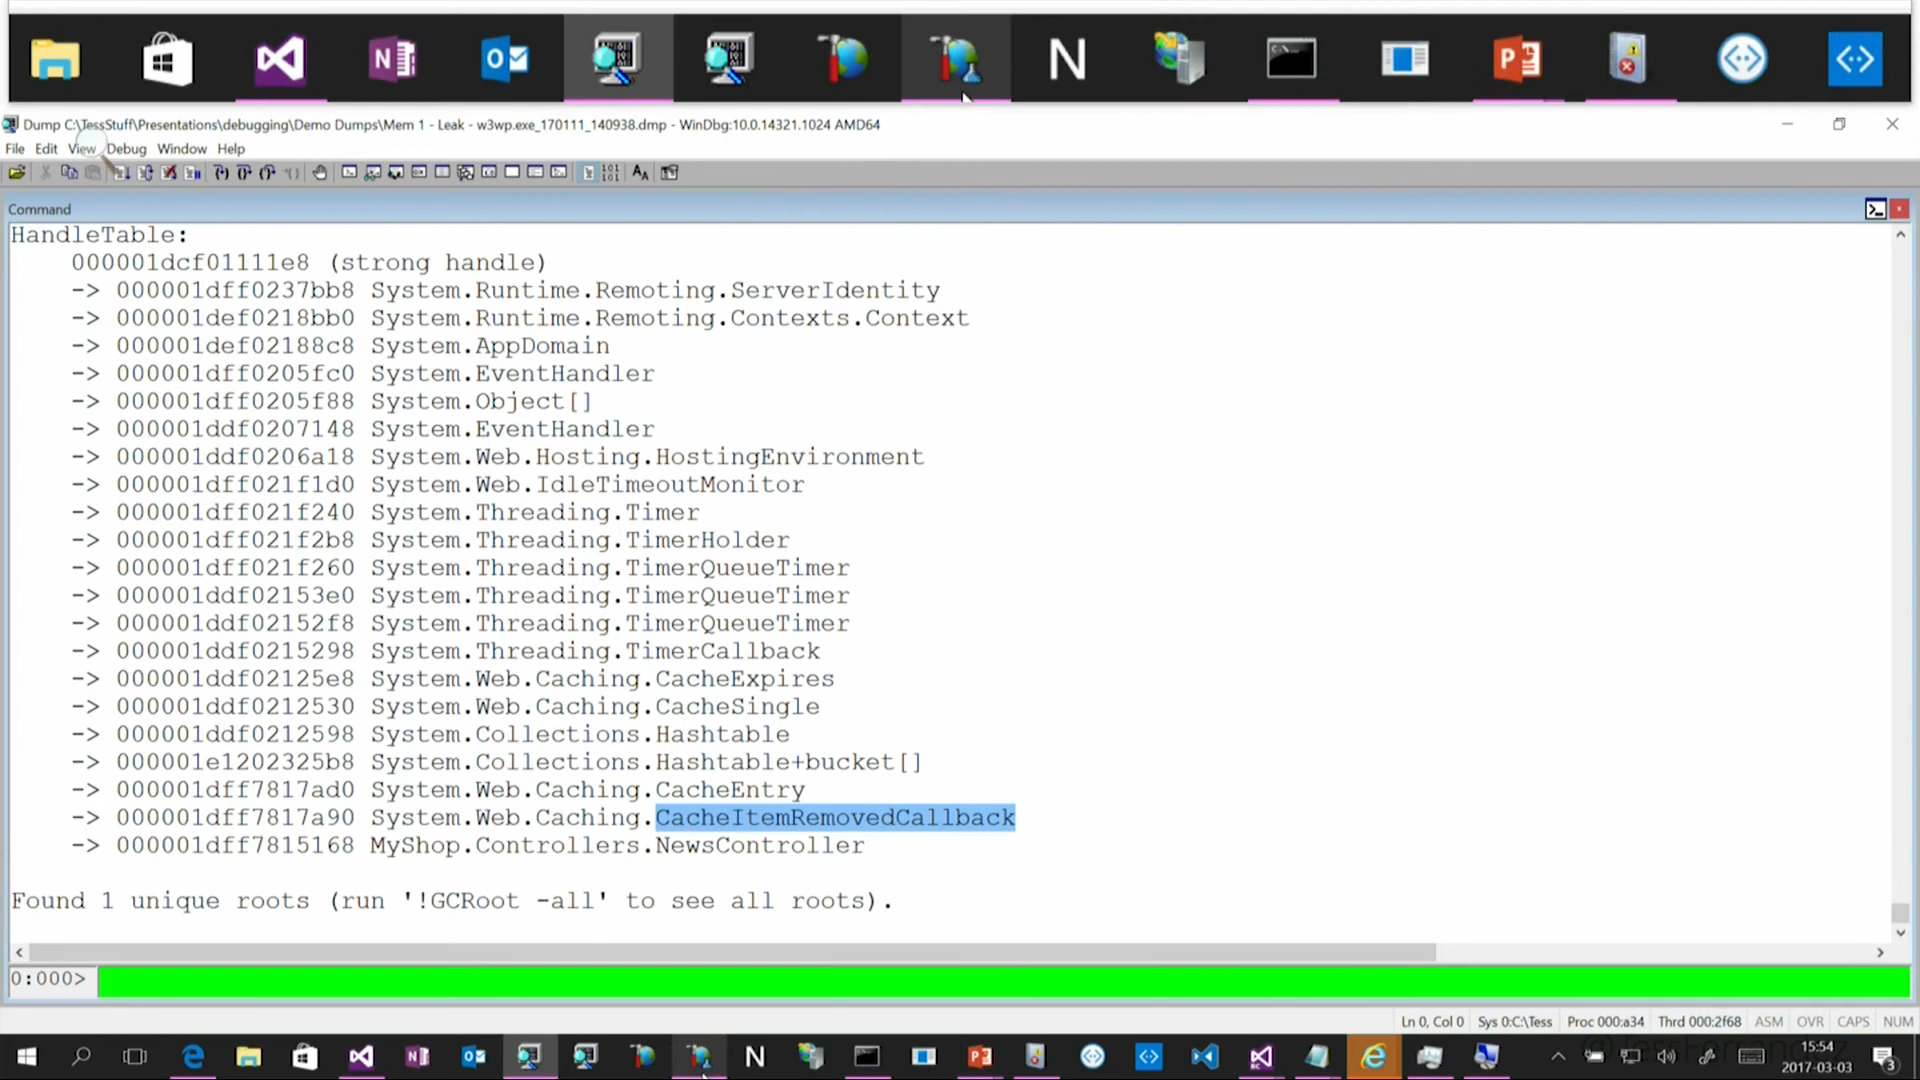 N
Dump C:\TessStuff\Presentations\debugging\Demo Dumps\Mem 1 - Leak - w3wp.exe_170111_140938.dmp - WinDbg:10.0.14321.1024 AMD64
File Edit View Debug Window Help
Command
HandleTable:
000001dcf01111e8 (strong handle)
-> 000001dff0237bb8 System.Runtime.Remoting.ServerIdentity
-> 000001def0218bb0 System.Runtime.Remoting.Contexts.Context
-> 000001def02188c8 System.AppDomain
-> 000001dff0205fc0 System.EventHandler
-> 000001dff0205f88 System.Object[]
-> 000001ddf0207148 System.EventHandler
-> 000001ddf0206a18 System.Web.Hosting.HostingEnvironment
-> 000001dff021f1d0 System.Web.IdleTimeoutMonitor
-> 000001dff021f240 System.Threading.Timer
-> 000001dff021f2b8 System.Threading.TimerHolder
-> 000001dff021f260 System.Threading.TimerQueueTimer
-> 000001ddf02153e0 System.Threading.TimerQueueTimer
-> 000001ddf02152f8 System.Threading.TimerQueueTimer
-> 000001ddf0215298 System.Threading.TimerCallback
-> 000001ddf02125e8 System.Web.Caching.CacheExpires
-> 000001ddf0212530 System.Web.Caching.CacheSingle
-> 000001ddf0212598 System.Collections.Hashtable
-> 000001e1202325b8 System.Collections.Hashtable+bucket[]
-> 000001dff7817ad0 System.Web.Caching.CacheEntry
-> 000001dff7817a90 System.Web.Caching.CacheItemRemovedCallback
-> 000001dff7815168 MyShop.Controllers.NewsController
Found 1 unique roots (run '!GCRoot -all' to see all roots).
0:000>
Ln 0, Col 0 Sys 0:C:\Tess Proc 000:a34 Thrd 000:2f68 ASM OVR CAPS NUM
N
15:54
2017-03-03
3